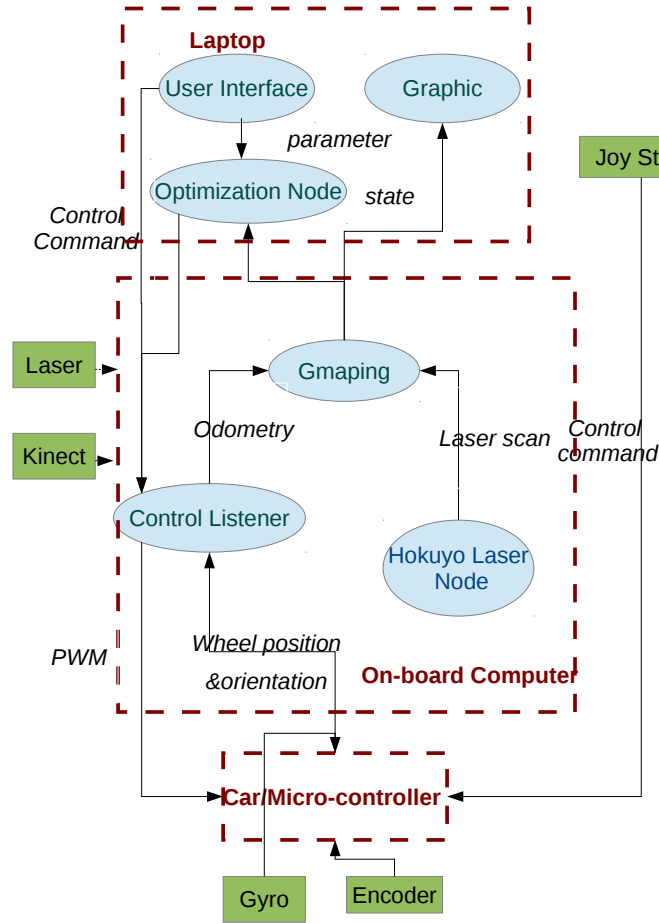 Laptop
User Interface
Graphic
parameter
Joy St
Optimization Node
state
Control
Command
Laser
Gmaping
Odometry
Laser scan
Control
command
Kinect
Control Listener
Hokuyo Laser
Node
Wheel position
PWM
&orientation
On-board Computer
Car/Micro-controller
Gyro
Encoder